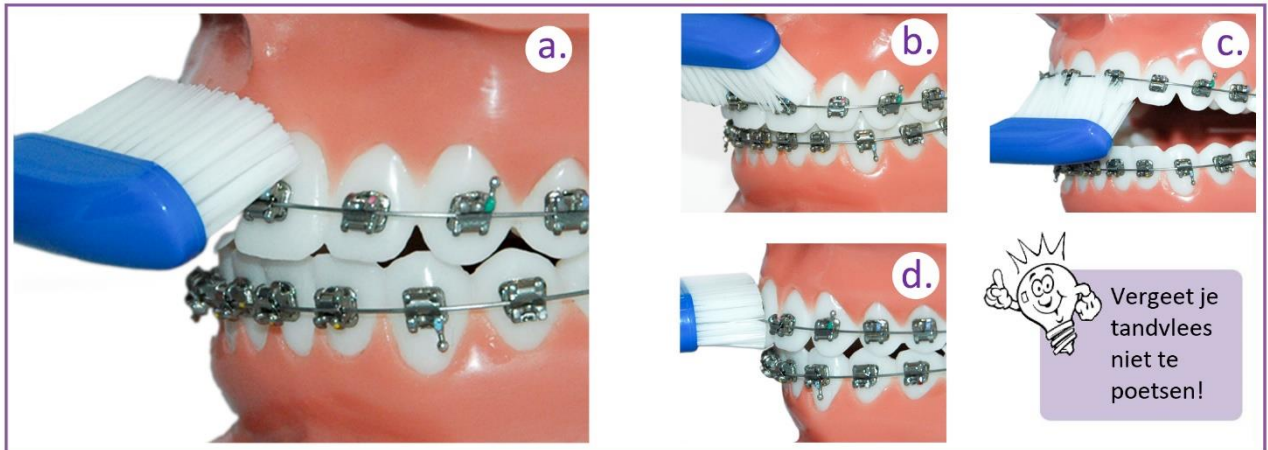 a.
b.
c.
d.
Vergeet je
tandvlees
niet te
poetsen!